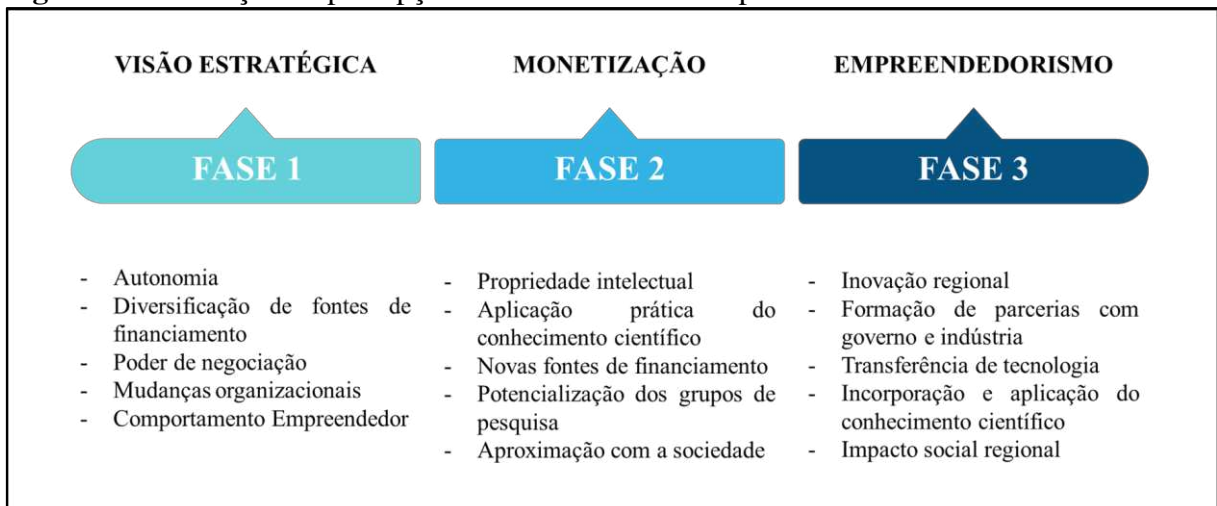 VISÃO ESTRATÉGICA
FASE 1
- Autonomia
- Diversificação de fontes de
financiamento
- Poder de negociação
- Mudanças organizacionais
- Comportamento Empreendedor
MONETIZAÇÃO
FASE 2
- Propriedade intelectual
- Aplicação prática do
conhecimento científico
- Novas fontes de financiamento
- Potencialização dos grupos de
pesquisa
- Aproximação com a sociedade
EMPREENDEDORISMO
FASE 3
- Inovação regional
- Formação de parcerias com
governo e indústria
- Transferência de tecnologia
- Incorporação e aplicação do
conhecimento científico
- Impacto social regional